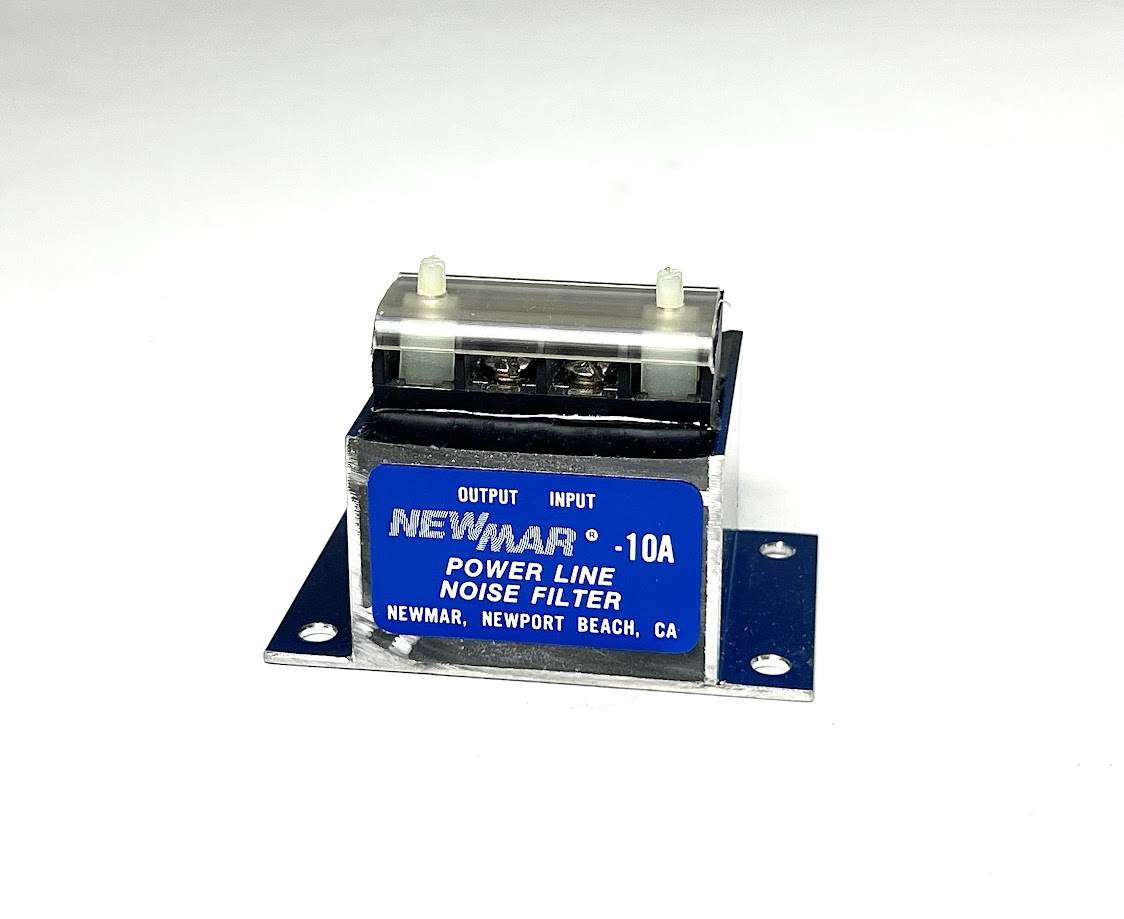 OUTPUT INPUT
NEWMAR® -10A
POWER LINE
NOISE FILTER
NEWMAR, NEWPORT BEACH, CA